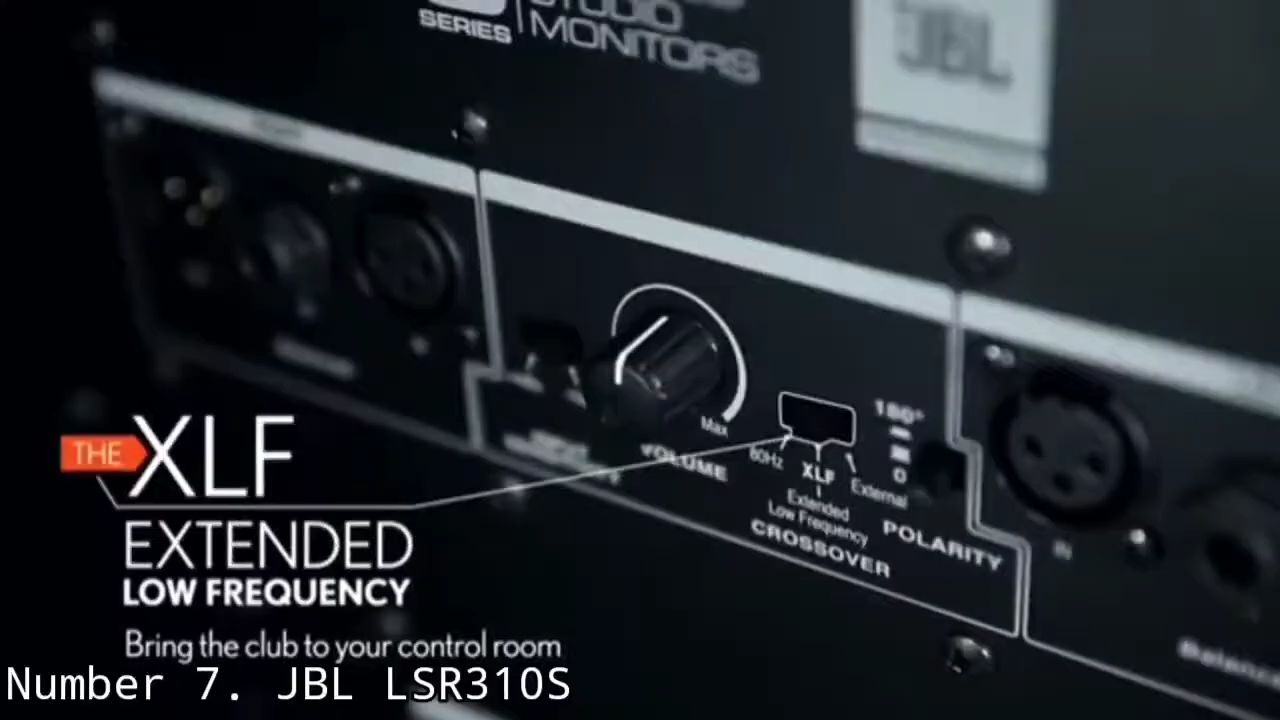 SERIES
STUDIO
MONITORS
JBL
Max
VOLUME
80Hz
XLF
External
Extended
Low Frequency
CROSSOVER
180°
0
POLARITY
IN
THE XLF
EXTENDED
LOW FREQUENCY
Bring the club to your control room
Number 7. JBL LSR310S